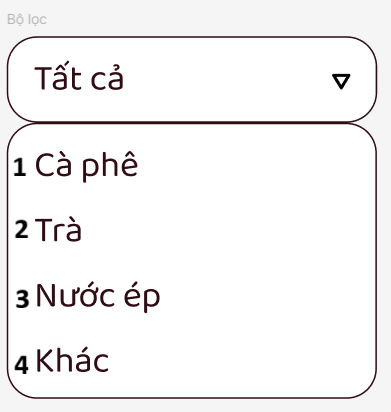 Bộ lọc
Tất cả
1 Cà phê
2 Trà
3 Nước ép
4 Khác